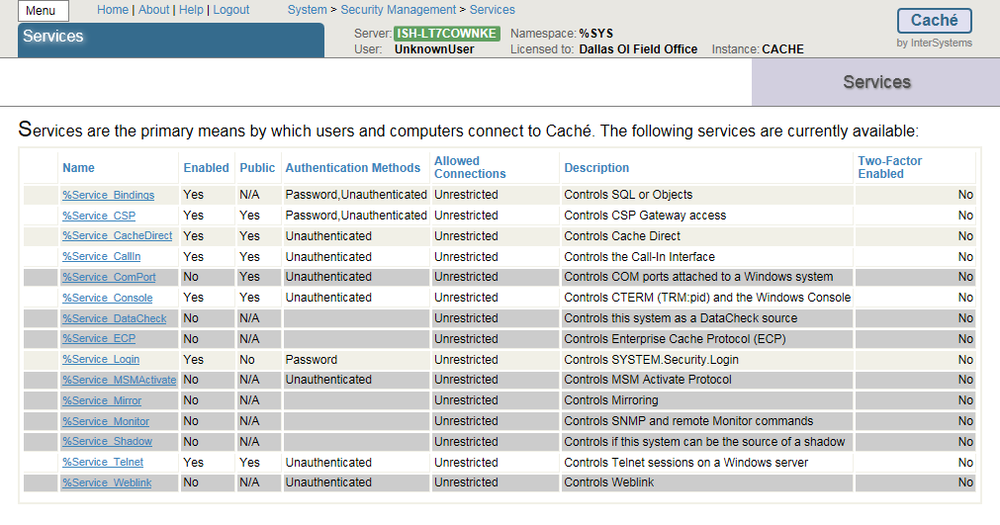 Menu Home | About | Help | Logout System > Security Management > Services
Services
Server: ISH-LT7COWNKE Namespace: %SYS
User: UnknownUser Licensed to: Dallas OI Field Office Instance: CACHE
Caché
by InterSystems
Services
Services are the primary means by which users and computers connect to Caché. The following services are currently available:
Name Enabled Public Authentication Methods Allowed Connections Description Two-Factor Enabled
%Service_Bindings Yes N/A Password,Unauthenticated Unrestricted Controls SQL or Objects No
%Service_CSP Yes Yes Password,Unauthenticated Unrestricted Controls CSP Gateway access No
%Service_CacheDirect Yes Yes Unauthenticated Unrestricted Controls Cache Direct No
%Service_CallIn Yes Yes Unauthenticated Unrestricted Controls the Call-In Interface No
%Service_ComPort No Yes Unauthenticated Unrestricted Controls COM ports attached to a Windows system No
%Service_Console Yes Yes Unauthenticated Unrestricted Controls CTERM (TRM:pid) and the Windows Console No
%Service_DataCheck No N/A Unrestricted Controls this system as a DataCheck source No
%Service_ECP No N/A Unrestricted Controls Enterprise Cache Protocol (ECP) No
%Service_Login Yes No Password Unrestricted Controls SYSTEM.Security.Login No
%Service_MSMActivate No N/A Unauthenticated Unrestricted Controls MSM Activate Protocol No
%Service_Mirror No N/A Unrestricted Controls Mirroring No
%Service_Monitor No N/A Unrestricted Controls SNMP and remote Monitor commands No
%Service_Shadow No N/A Unrestricted Controls if this system can be the source of a shadow No
%Service_Telnet Yes Yes Unauthenticated Unrestricted Controls Telnet sessions on a Windows server No
%Service_Weblink No N/A Unauthenticated Unrestricted Controls Weblink No